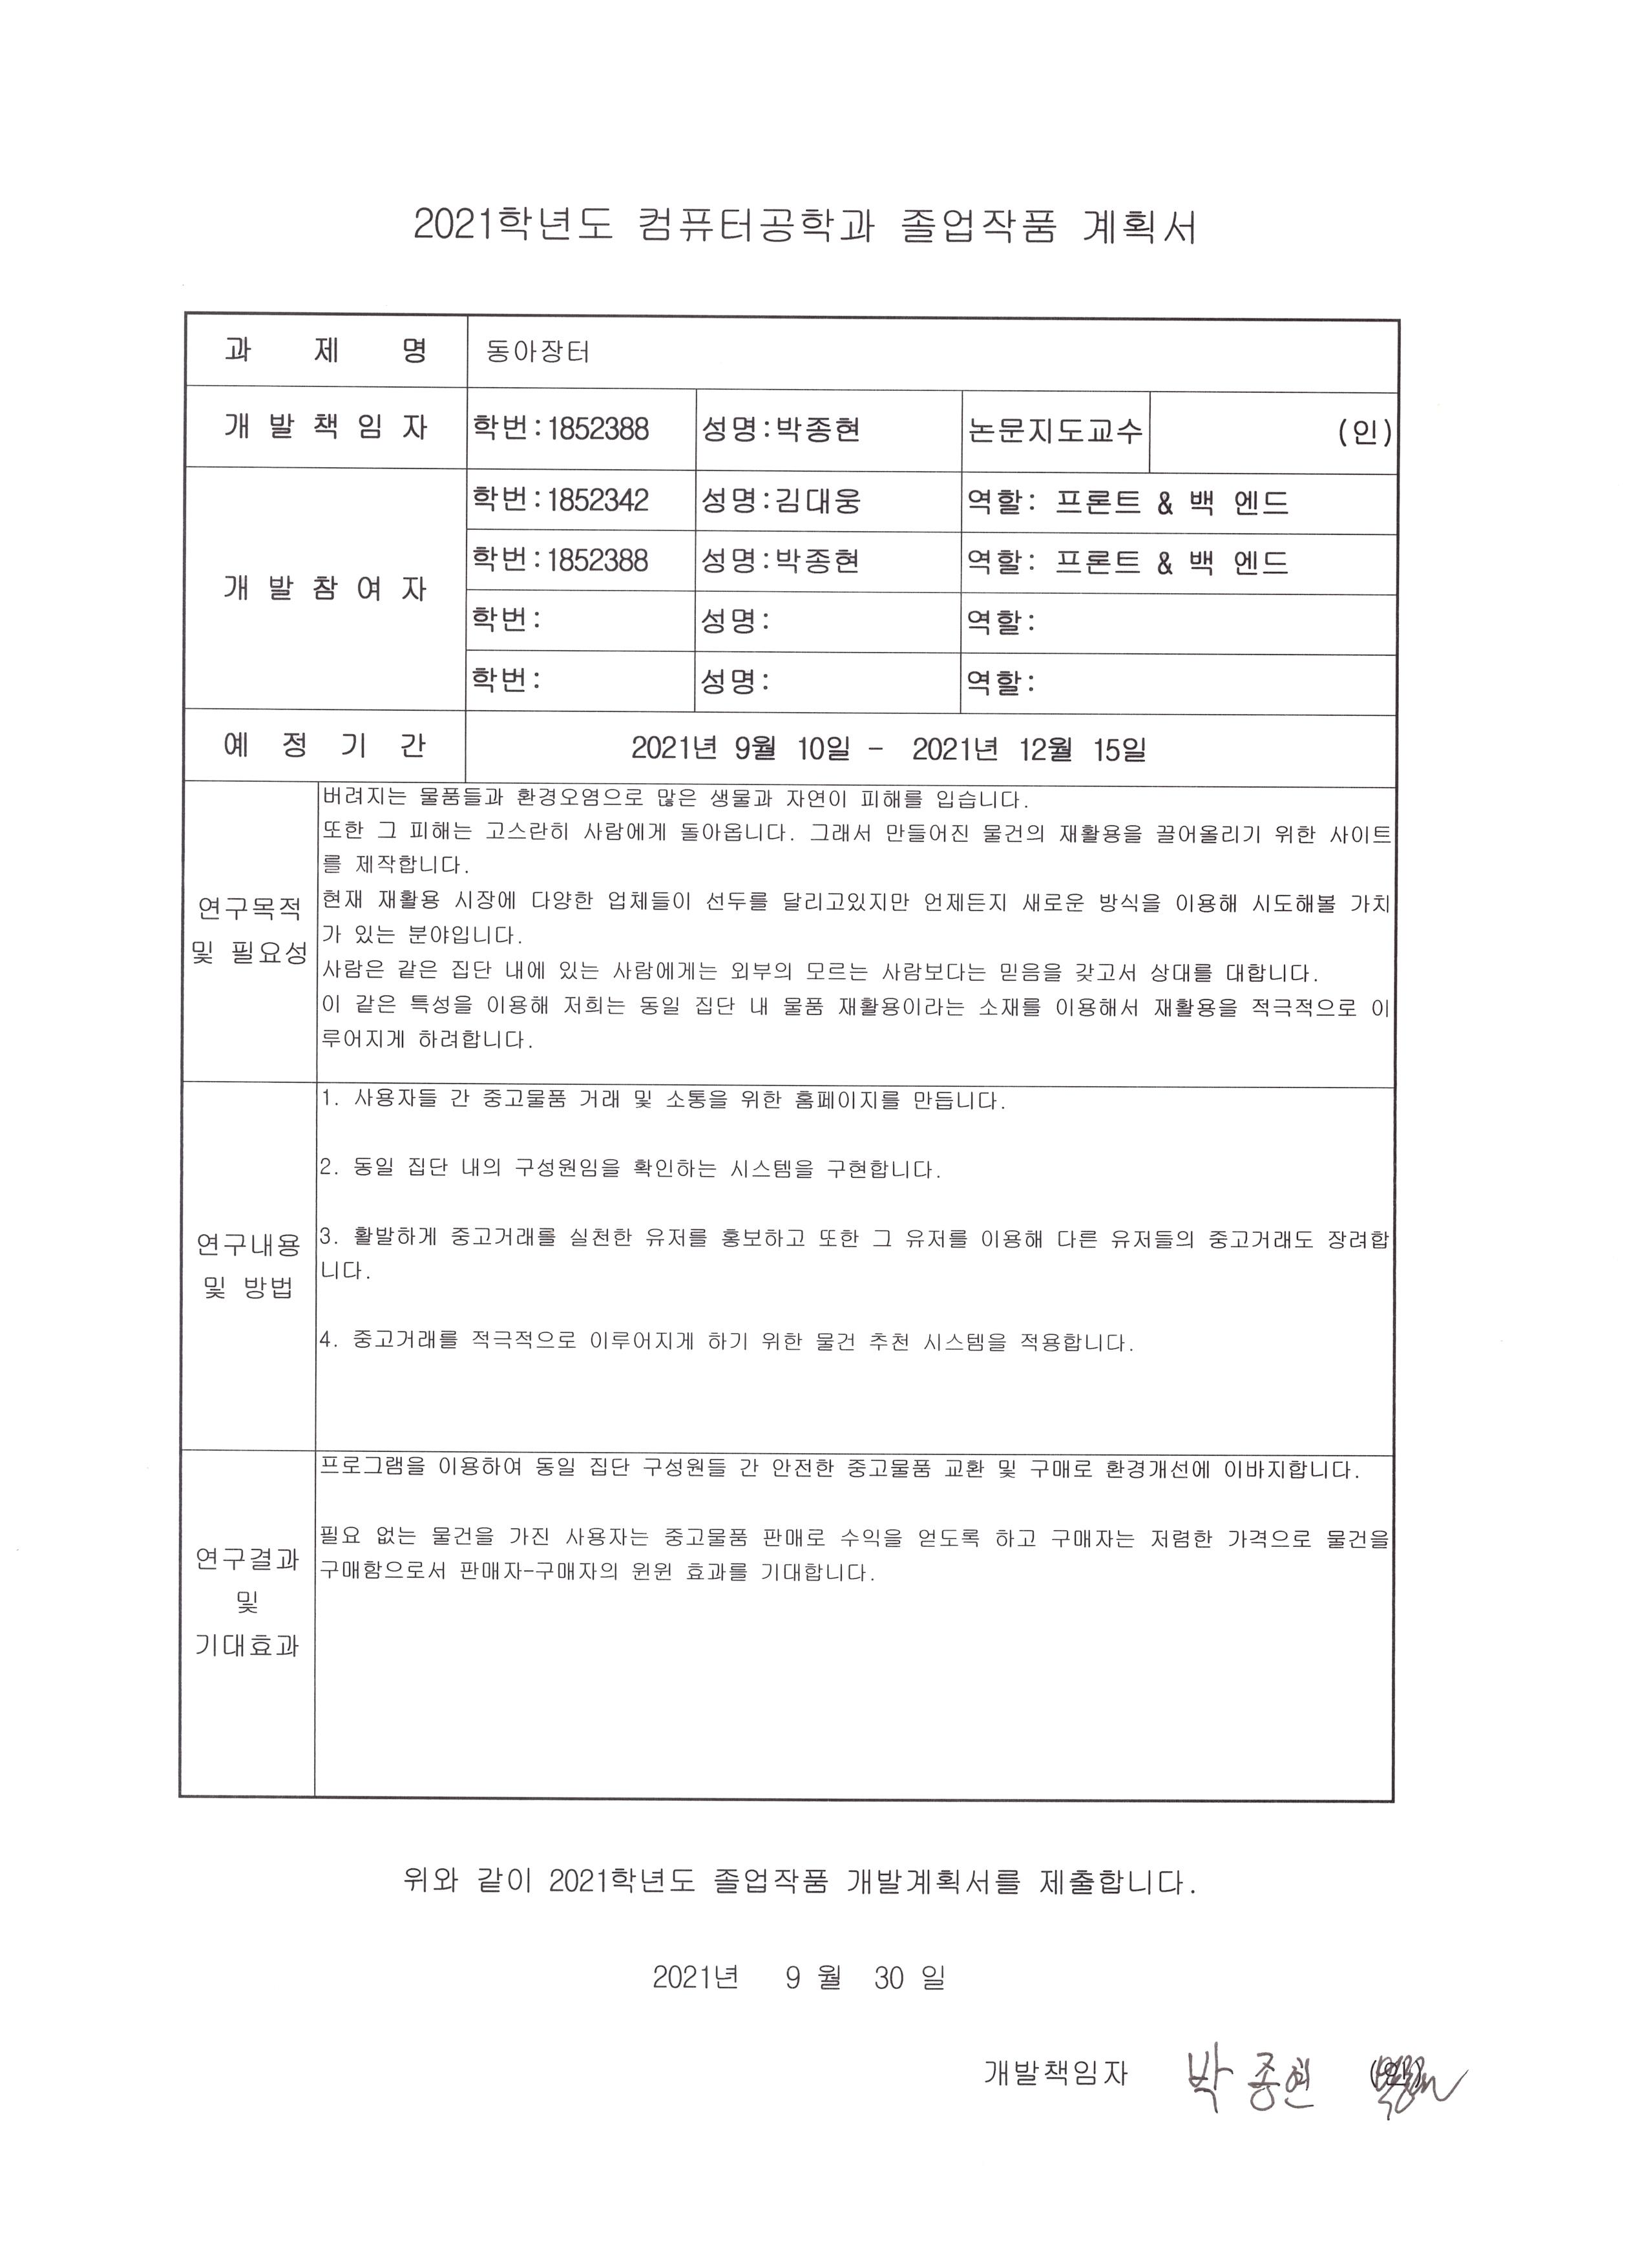 2021학년도 컴퓨터공학과 졸업작품 계획서
과 제 명 동아장터
개 발 책 임 자 학번:1852388 성명:박종현 논문지도교수 (인)
개 발 참 여 자
학번:1852342 성명:김대웅 역할: 프론트 & 백 엔드
학번:1852388 성명:박종현 역할: 프론트 & 백 엔드
학번: 성명: 역할:
학번: 성명: 역할:
예 정 기 간 2021년 9월 10일 - 2021년 12월 15일
연구목적
및 필요성
버려지는 물품들과 환경오염으로 많은 생물과 자연이 피해를 입습니다.
또한 그 피해는 고스란히 사람에게 돌아옵니다. 그래서 만들어진 물건의 재활용을 끌어올리기 위한 사이트
를 제작합니다.
현재 재활용 시장에 다양한 업체들이 선두를 달리고있지만 언제든지 새로운 방식을 이용해 시도해볼 가치
가 있는 분야입니다.
사람은 같은 집단 내에 있는 사람에게는 외부의 모르는 사람보다는 믿음을 갖고서 상대를 대합니다.
이 같은 특성을 이용해 저희는 동일 집단 내 물품 재활용이라는 소재를 이용해서 재활용을 적극적으로 이
루어지게 하려합니다.
연구내용
및 방법
1. 사용자들 간 중고물품 거래 및 소통을 위한 홈페이지를 만듭니다.
2. 동일 집단 내의 구성원임을 확인하는 시스템을 구현합니다.
3. 활발하게 중고거래를 실천한 유저를 홍보하고 또한 그 유저를 이용해 다른 유저들의 중고거래도 장려합
니다.
4. 중고거래를 적극적으로 이루어지게 하기 위한 물건 추천 시스템을 적용합니다.
연구결과
및
기대효과
프로그램을 이용하여 동일 집단 구성원들 간 안전한 중고물품 교환 및 구매로 환경개선에 이바지합니다.
필요 없는 물건을 가진 사용자는 중고물품 판매로 수익을 얻도록 하고 구매자는 저렴한 가격으로 물건을
구매함으로서 판매자-구매자의 윈윈 효과를 기대합니다.
위와 같이 2021학년도 졸업작품 개발계획서를 제출합니다.
2021년 9 월 30 일
개발책임자 박종현 (인)